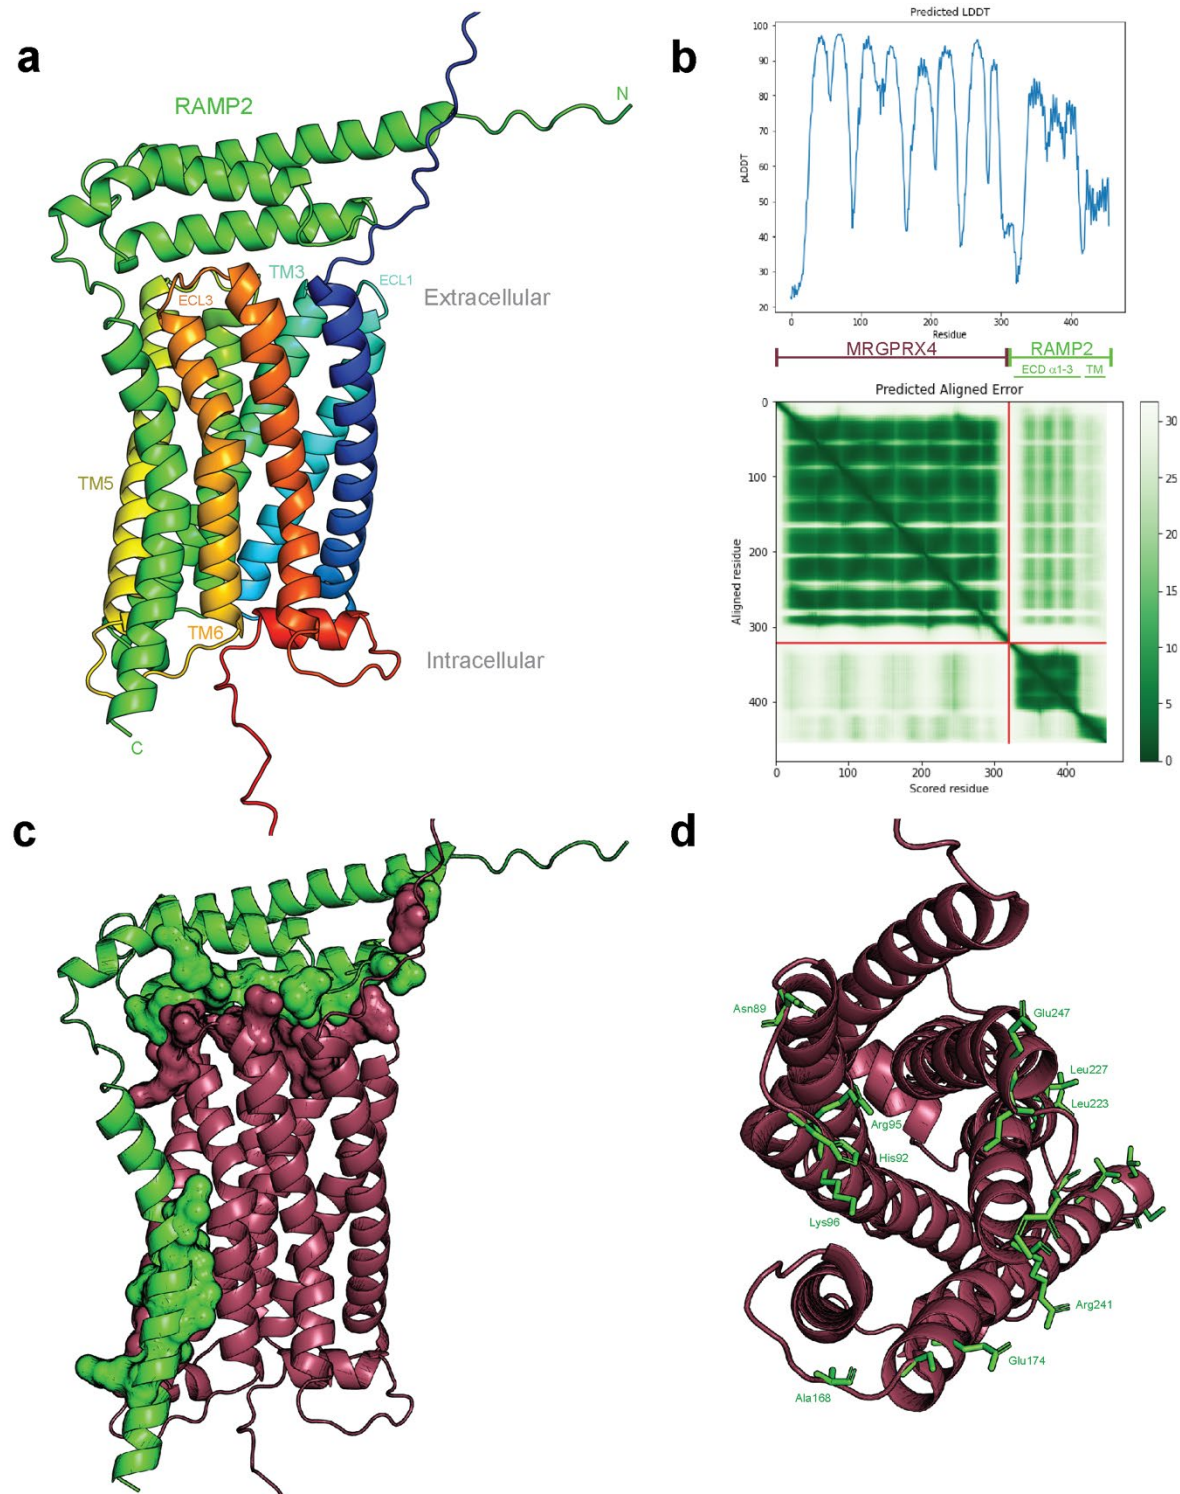 a
RAMP2
N
TM3
ECL1
ECL3
Extracellular
TM5
TM6
Intracellular
C
b
Predicted LDDT
100
90
80
70
60
50
40
30
20
pLDDT
0
100
200
300
400
Residue
MRGPRX4
RAMP2
ECD α1-3
TM
Predicted Aligned Error
0
100
200
300
400
Aligned residue
0
100
200
300
400
Scored residue
30
25
20
15
10
5
0
c
d
Asn89
Glu247
Leu227
Leu223
Arg95
His92
Lys96
Arg241
Glu174
Ala168